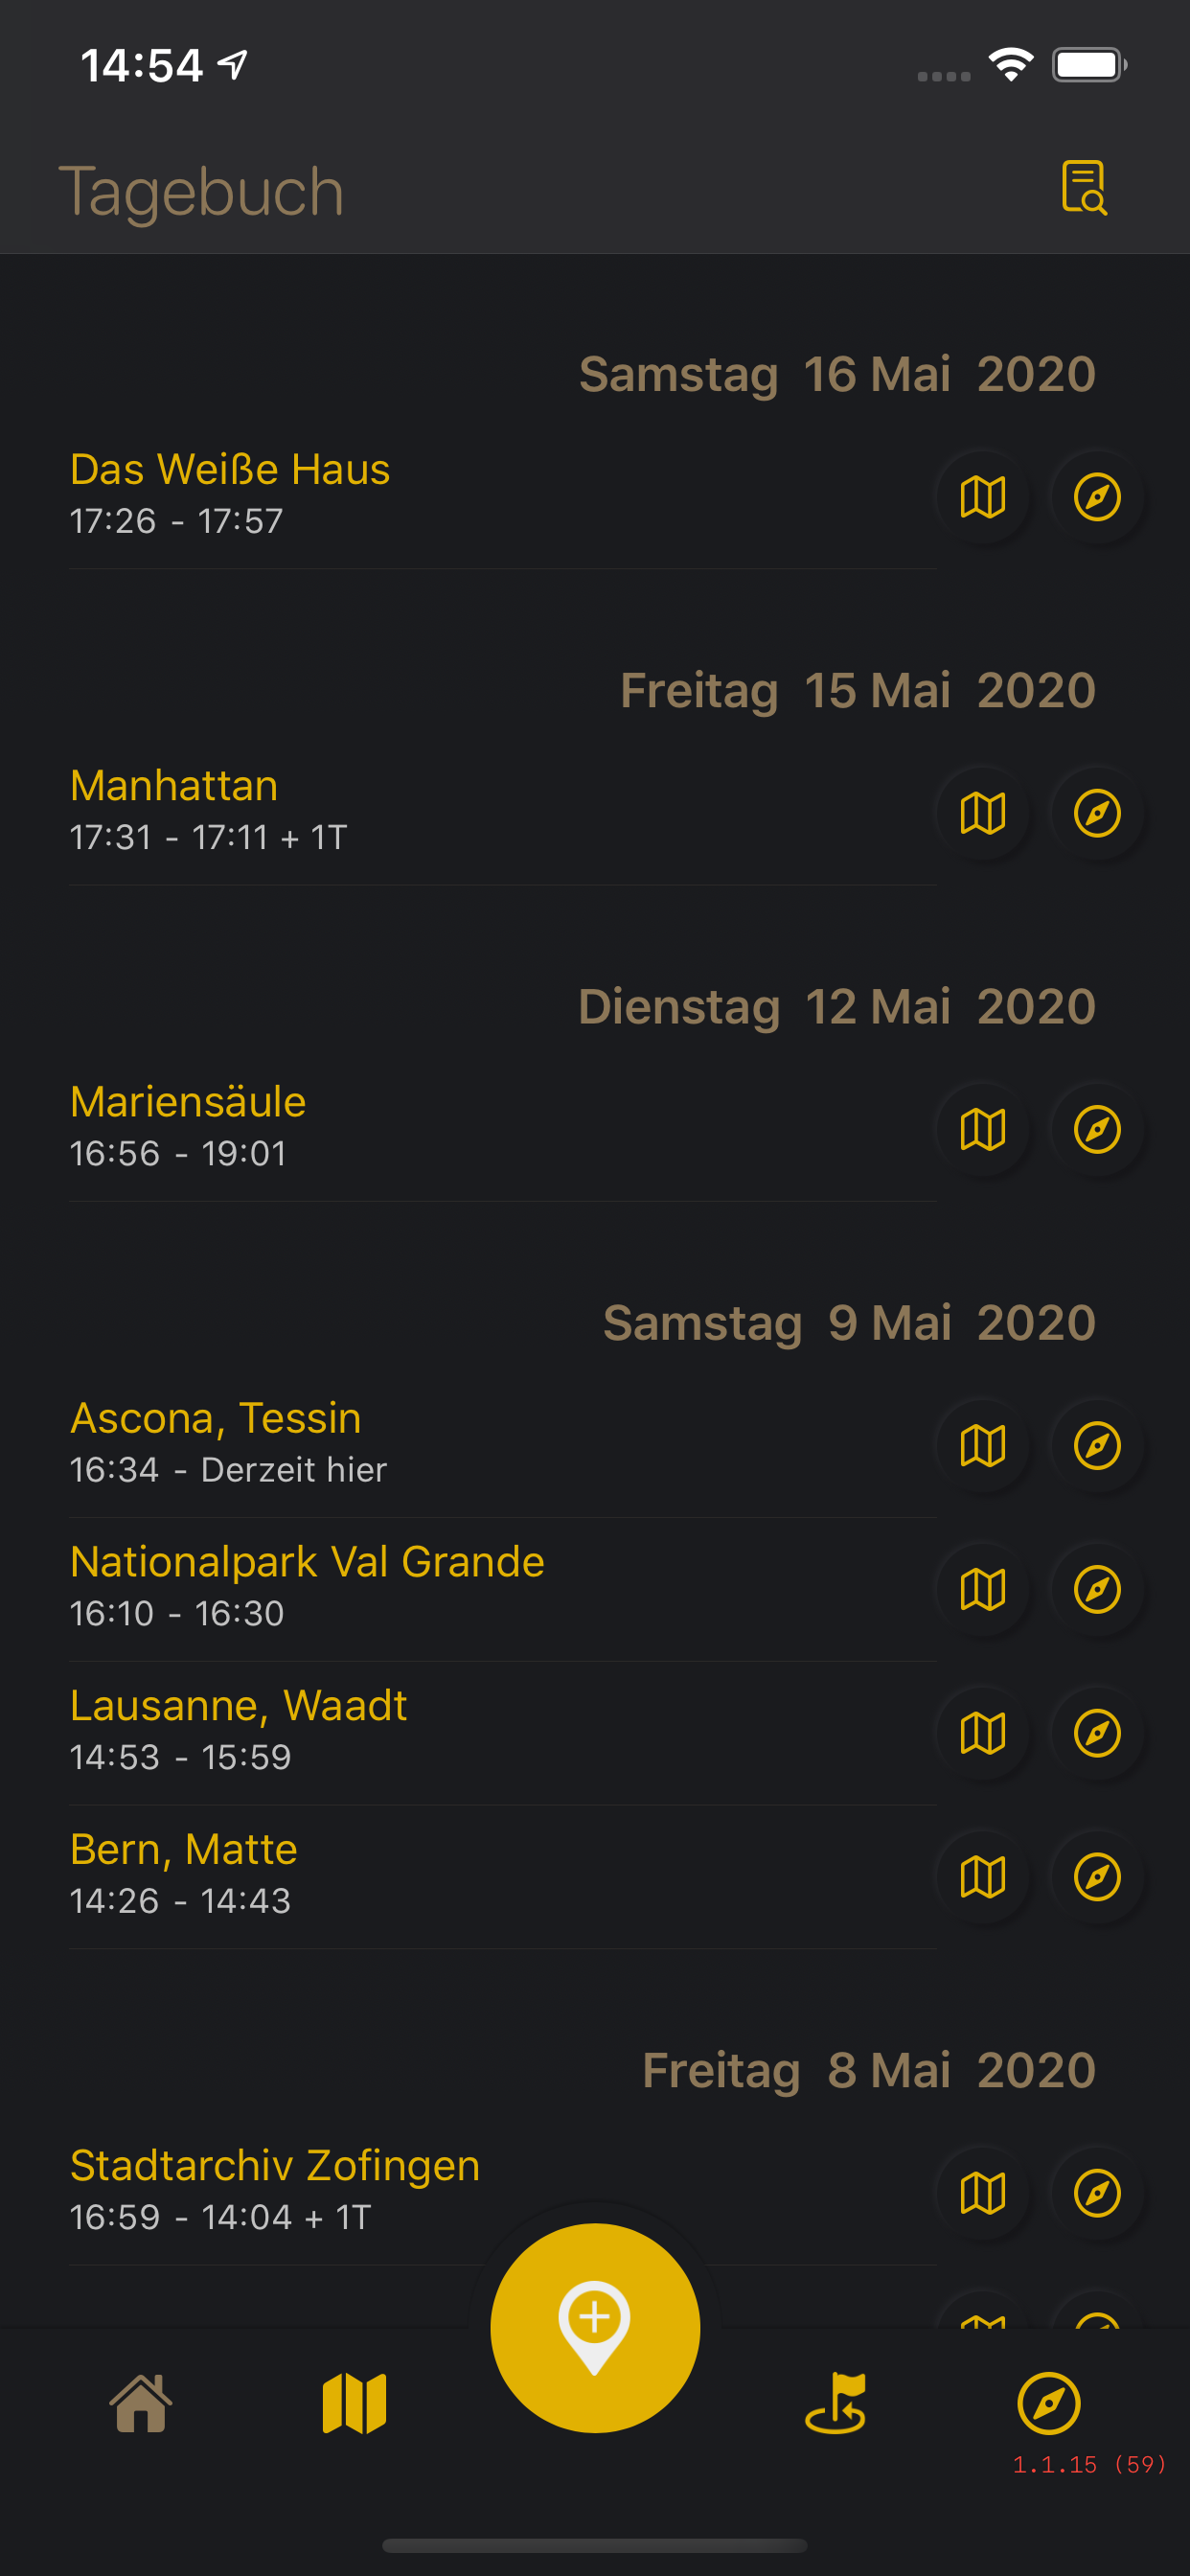 14:54
Tagebuch
Samstag 16 Mai 2020
Das Weiße Haus
17:26 - 17:57
Freitag 15 Mai 2020
Manhattan
17:31 - 17:11 + 1T
Dienstag 12 Mai 2020
Mariensäule
16:56 - 19:01
Samstag 9 Mai 2020
Ascona, Tessin
16:34 - Derzeit hier
Nationalpark Val Grande
16:10 - 16:30
Lausanne, Waadt
14:53 - 15:59
Bern, Matte
14:26 - 14:43
Freitag 8 Mai 2020
Stadtarchiv Zofingen
16:59 - 14:04 + 1T
1.1.15 (59)